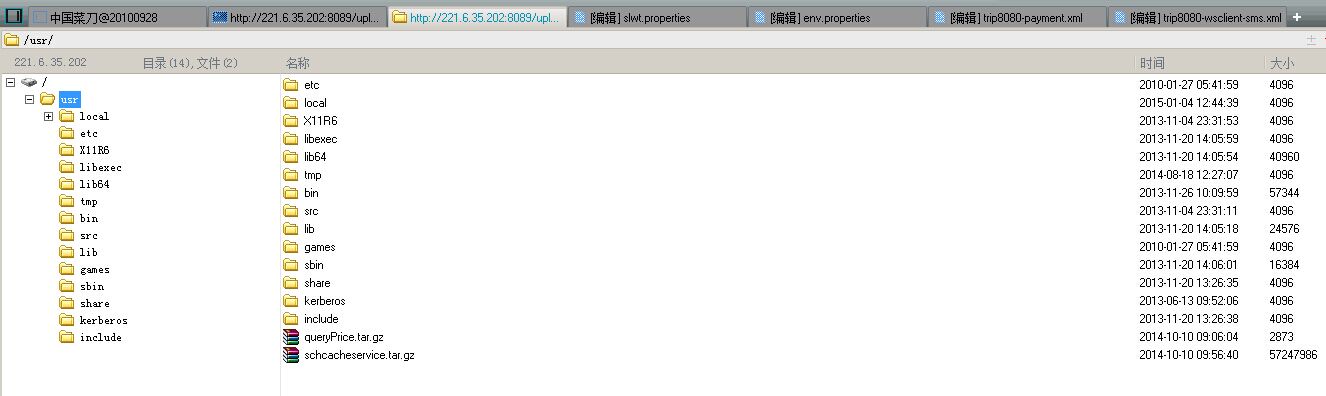 中国菜刀@20100928 http://221.6.35.202:8089/upl... http://221.6.35.202:8089/upl... [编辑] slwt.properties [编辑] env.properties [编辑] trip8080-payment.xml [编辑] trip8080-wsclient-sms.xml
/usr/
221.6.35.202 目录(14),文件(2) 名称 时间 大小
/
usr
local
etc
X11R6
libexec
lib64
tmp
bin
src
lib
games
sbin
share
kerberos
include
etc 2010-01-27 05:41:59 4096
local 2015-01-04 12:44:39 4096
X11R6 2013-11-04 23:31:53 4096
libexec 2013-11-20 14:05:59 4096
lib64 2013-11-20 14:05:54 40960
tmp 2014-08-18 12:27:07 4096
bin 2013-11-26 10:09:59 57344
src 2013-11-04 23:31:11 4096
lib 2013-11-20 14:05:18 24576
games 2010-01-27 05:41:59 4096
sbin 2013-11-20 14:06:01 16384
share 2013-11-20 13:26:35 4096
kerberos 2013-06-13 09:52:06 4096
include 2013-11-20 13:26:38 4096
queryPrice.tar.gz 2014-10-10 09:06:04 2873
schcacheservice.tar.gz 2014-10-10 09:56:40 57247986